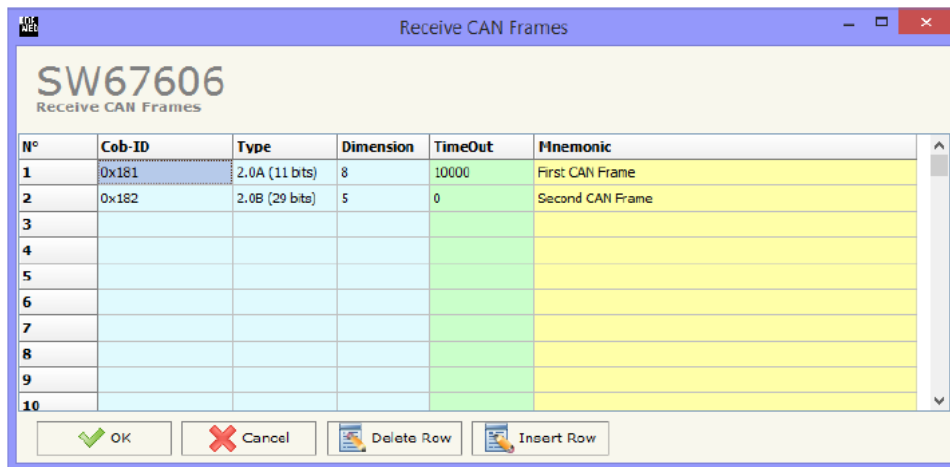 Receive CAN Frames
SW67606
Receive CAN Frames
N° Cob-ID Type Dimension TimeOut Mnemonic
1 0x181 2.0A (11 bits) 8 10000 First CAN Frame
2 0x182 2.0B (29 bits) 5 0 Second CAN Frame
3
4
5
6
7
8
9
10
OK Cancel Delete Row Insert Row